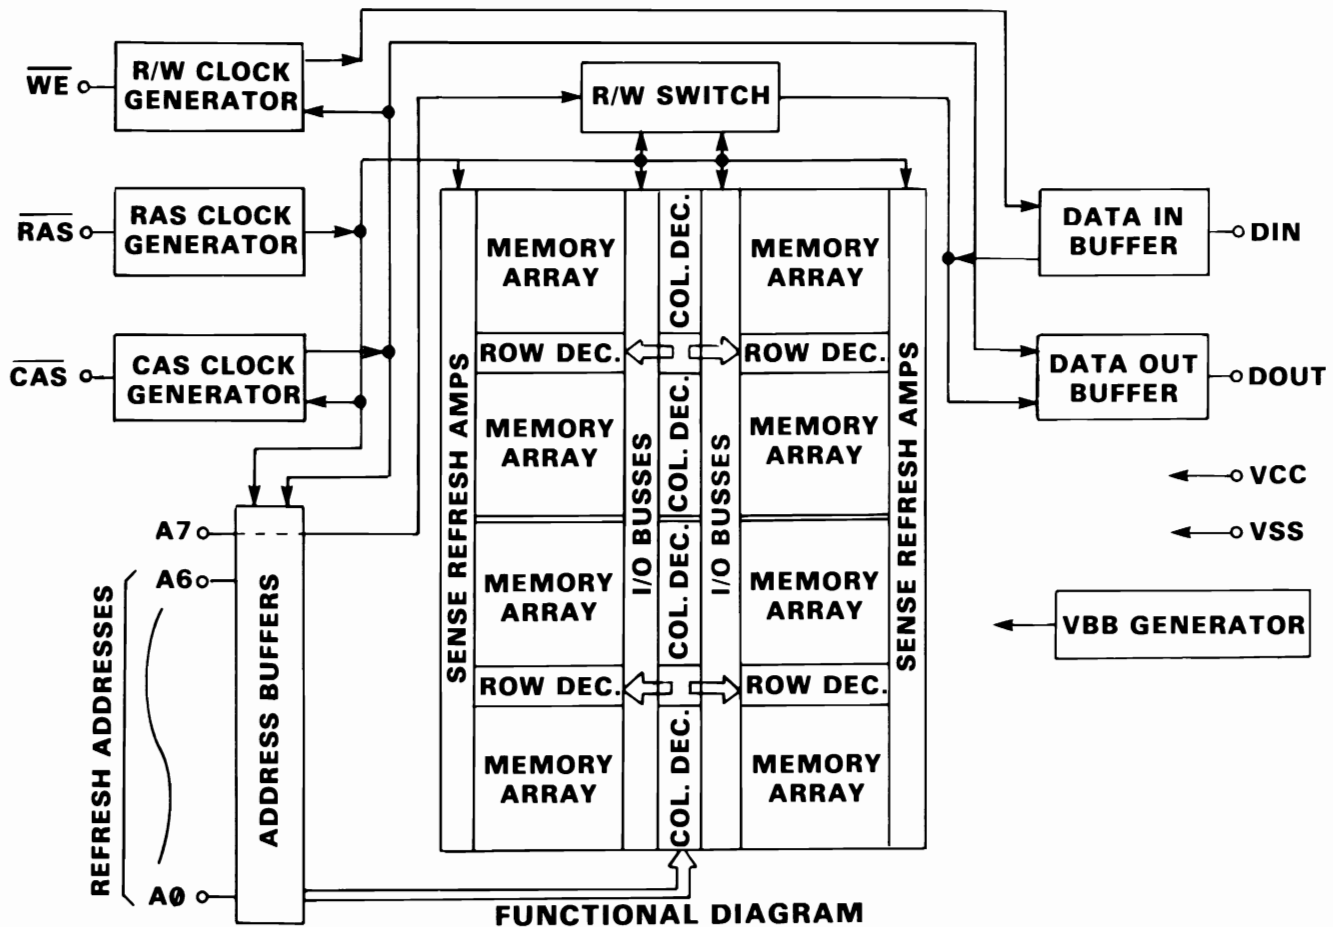 WE
R/W CLOCK
GENERATOR
R/W SWITCH
RAS
RAS CLOCK
GENERATOR
CAS
CAS CLOCK
GENERATOR
DATA IN
BUFFER
DIN
DATA OUT
BUFFER
DOUT
VCC
VSS
VBB GENERATOR
A7
A6
A0
REFRESH ADDRESSES
ADDRESS BUFFERS
SENSE REFRESH AMPS
MEMORY
ARRAY
ROW DEC.
MEMORY
ARRAY
MEMORY
ARRAY
ROW DEC.
MEMORY
ARRAY
I/O BUSSES
COL. DEC.
COL. DEC.
COL. DEC.
COL. DEC.
I/O BUSSES
MEMORY
ARRAY
ROW DEC.
MEMORY
ARRAY
MEMORY
ARRAY
ROW DEC.
MEMORY
ARRAY
SENSE REFRESH AMPS
FUNCTIONAL DIAGRAM